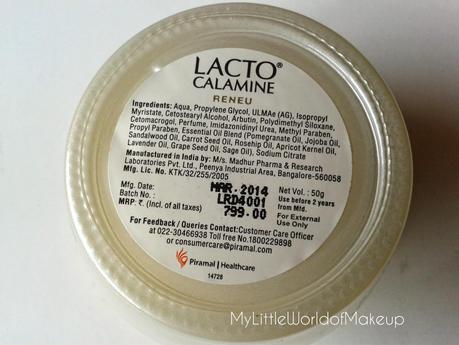 LACTO®
CALAMINE
RENEU
Ingredients: Aqua, Propylene Glycol, ULMAe (AG), Isopropyl
Myristate, Cetostearyl Alcohol, Arbutin, Polydimethyl Siloxane,
Cetomacrogol, Perfume, Imidazonidinyl Urea, Methyl Paraben,
Propyl Paraben, Essential Oil Blend (Pomegranate Oil, Jojoba Oil,
Sandalwood Oil, Carrot Seed Oil, Rosehip Oil, Apricot Kernel Oil,
Lavender Oil, Grape Seed Oil, Sage Oil), Sodium Citrate
Manufactured in India by: M/s. Madhur Pharma & Research
Laboratories Pvt. Ltd., Peenya Industrial Area, Bangalore-560058
Mfg. Lic. No. KTK/32/255/2005
Mfg. Date : MAR.2014 Net Vol. : 50g
Batch No. : LRD4001 Use before 2 years from Mfd.
MRP: ₹. (Incl. of all taxes) 799.00 For External Use Only
For Feedback / Queries Contact:Customer Care Officer
at 022-30466938 Toll free No.1800229898
or consumercare@piramal.com
Piramal | Healthcare
14728
MyLittleWorldofMakeup